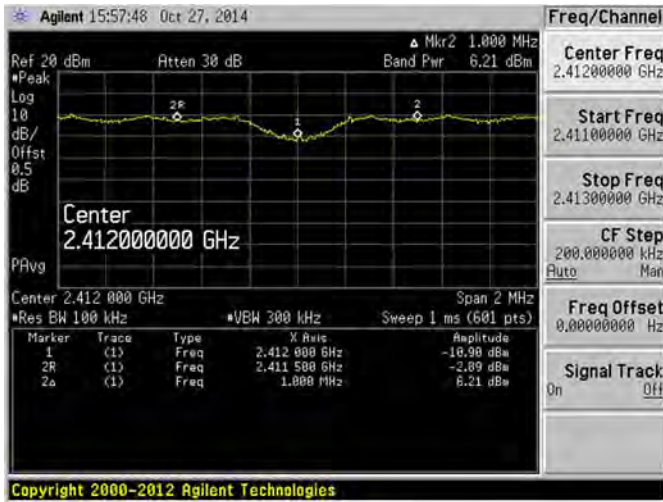 Agilent 15:57:48 Oct 27, 2014
Δ Mkr2 1.000 MHz
Ref 20 dBm Atten 30 dB Band Pwr 6.21 dBm
#Peak
Log
10
dB/
Offst
0.5
dB
2R
1
2
Center
2.412000000 GHz
PAvg
Center 2.412 000 GHz Span 2 MHz
#Res BW 100 kHz #VBW 300 kHz Sweep 1 ms (601 pts)
Marker Trace Type X Axis Amplitude
1 (1) Freq 2.412 000 GHz -10.90 dBm
2R (1) Freq 2.411 500 GHz -2.89 dBm
2Δ (1) Freq 1.000 MHz 6.21 dBm
Copyright 2000-2012 Agilent Technologies
Freq/Channel
Center Freq
2.41200000 GHz
Start Freq
2.41100000 GHz
Stop Freq
2.41300000 GHz
CF Step
200.000000 kHz
Auto Man
Freq Offset
0.00000000 Hz
Signal Track
On Off